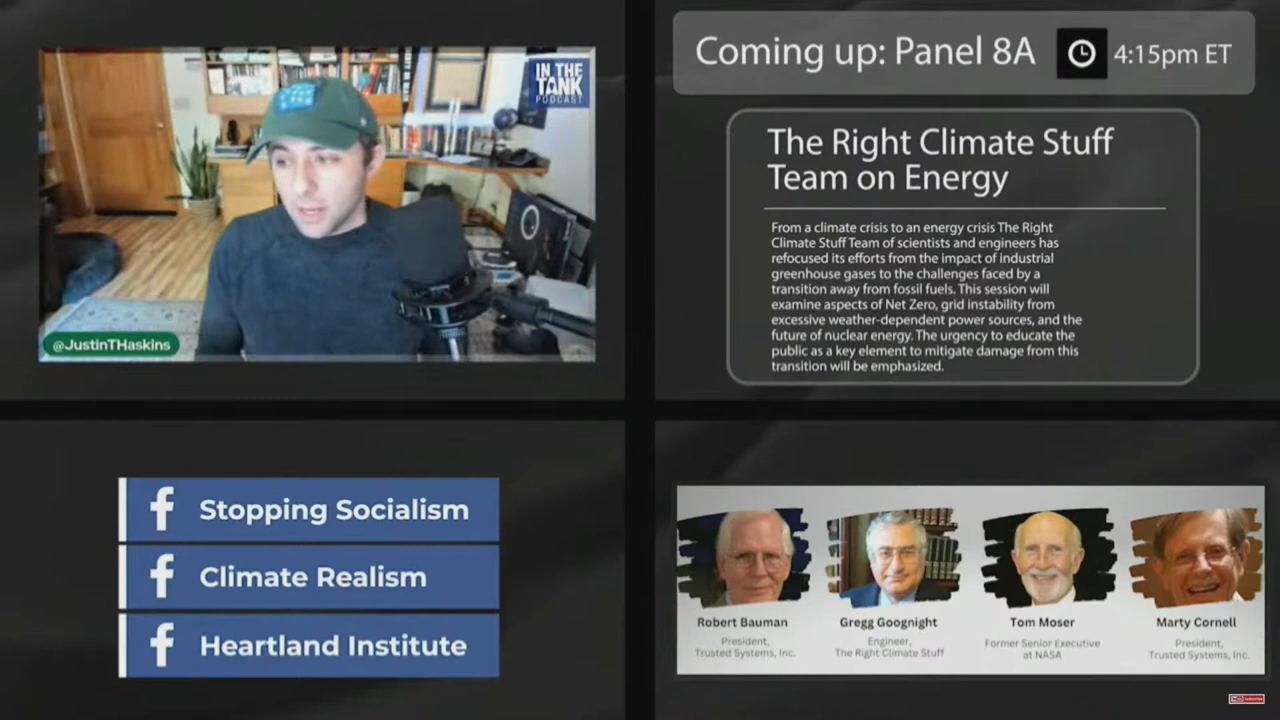 IN THE
TANK
PODCAST
@JustinTHaskins
Coming up: Panel 8A
4:15pm ET
The Right Climate Stuff
Team on Energy
From a climate crisis to an energy crisis The Right
Climate Stuff Team of scientists and engineers has
refocused its efforts from the impact of industrial
greenhouse gases to the challenges faced by a
transition away from fossil fuels. This session will
examine aspects of Net Zero, grid instability from
excessive weather-dependent power sources, and the
future of nuclear energy. The urgency to educate the
public as a key element to mitigate damage from this
transition will be emphasized.
f Stopping Socialism
f Climate Realism
f Heartland Institute
Robert Bauman
President,
Trusted Systems, Inc.
Gregg Goognight
Engineer,
The Right Climate Stuff
Tom Moser
Former Senior Executive
at NASA
Marty Cornell
President,
Trusted Systems, Inc.